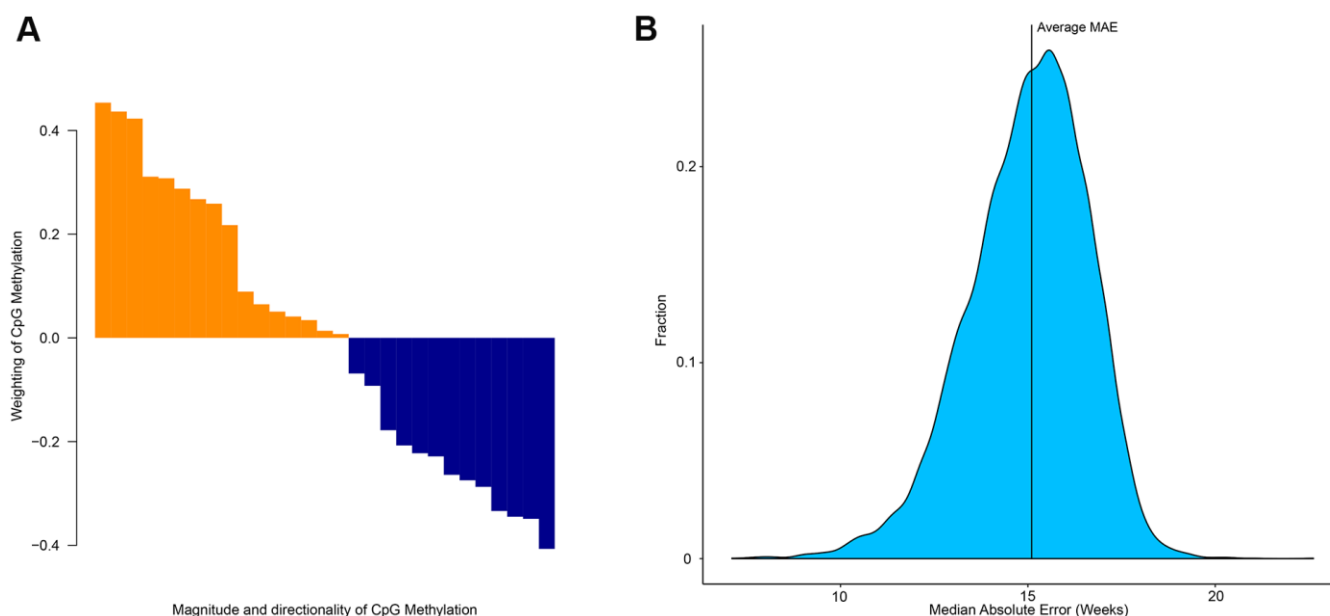 A
Weighting of CpG Methylation
0.4
0.2
0.0
−0.2
−0.4
Magnitude and directionality of CpG Methylation
B
Average MAE
Fraction
0.2
0.1
0
10
15
20
Median Absolute Error (Weeks)